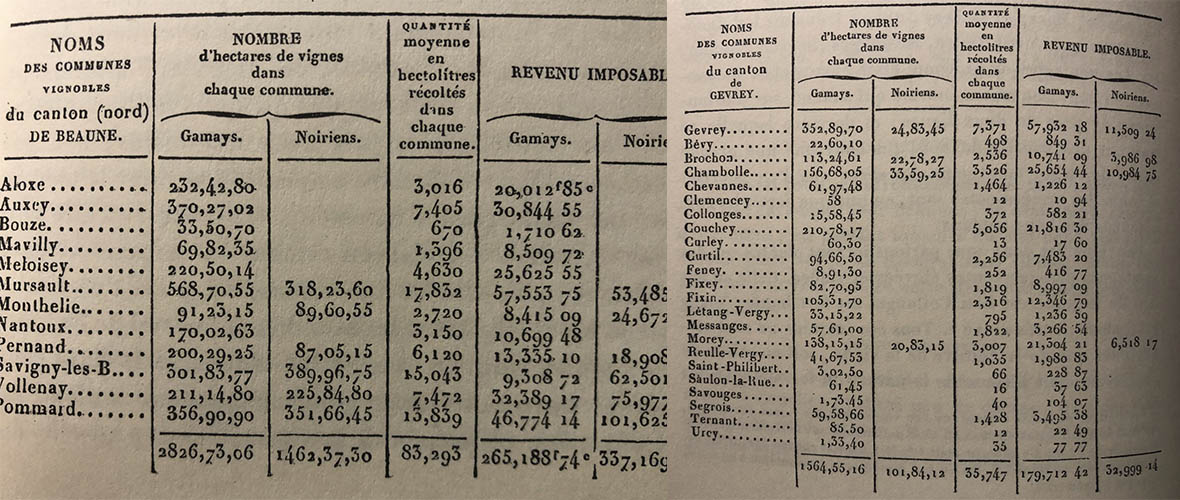 NOMS
DES COMMUNES
VIGNOBLES
du canton (nord)
DE BEAUNE.
NOMBRE
d'hectares de vignes
dans
chaque commune.
QUANTITÉ
moyenne
en
hectolitres
récoltés
dans
chaque
commune.
REVENU IMPOSABL
Gamays. Noiriens. Gamays. Noirie
Aloxe........... 232,42,80 3,016 20,012f85c
Auxey........... 370,27,02 7,405 30,844 55
Bouze........... 33,50,70 670 1,710 62
Mavilly......... 69,82,35 1,396 8,509 72
Meloisey........ 220,50,14 4,630 25,625 55
Mursault........ 568,70,55 318,23,60 17,832 57,553 75 53,485
Monthelie....... 91,23,15 89,60,55 2,720 8,415 09 24,672
Nantoux......... 170,02,63 3,150 10,699 48
Pernand......... 200,29,25 87,05,15 6,120 13,335 10 18,908
Savigny-les-B.... 301,83,77 389,96,75 15,043 9,308 72 62,501
Vollenay........ 211,14,80 225,84,80 7,472 32,389 17 75,977
Pommard........ 356,90,90 351,66,45 13,839 46,774 14 101,625
2826,73,06 1462,37,30 83,293 265,188f74c 337,169
NOMS
DES COMMUNES
VIGNOBLES
du canton
de
GEVREY.
NOMBRE
d'hectares de vignes
dans
chaque commune.
QUANTITÉ
moyenne
en
hectolitres
récoltés
dans
chaque
commune.
REVENU IMPOSABLE.
Gamays. Noiriens. Gamays. Noiriens.
Gevrey.......... 352,89,70 24,83,45 7,371 57,932 18 11,509 24
Bévy........... 22,60,10 498 849 31
Brochon......... 113,24,61 22,78,27 2,536 10,741 09 3,986 98
Chambolle....... 156,68,05 33,59,25 3,526 25,654 44 10,984 75
Chevannes....... 61,97,48 1,464 1,226 12
Clemencey....... 58 12 10 94
Collonges....... 15,58,45 372 582 21
Couchey......... 210,78,17 5,056 21,816 30
Curley.......... 60,30 13 17 60
Curtil.......... 94,66,50 2,256 7,483 20
Feney. ......... 8,91,30 252 416 77
Fixey........... 82,70,95 1,819 8,997 09
Fixin........... 105,31,70 2,316 12,346 79
Létang-Vergy... 33,15,22 795 1,236 59
Messanges....... 57,61,00 1,822 3,266 54
Morey........... 138,15,15 20,83,15 3,007 21,304 21 6,518 17
Reulle-Vergy.... 41,67,53 1,035 1,980 83
Saint-Philibert.. 3,02,50 66 228 87
Saulon-la-Rue... 61,45 16 37 63
Savouges........ 1,73,45 40 104 07
Segrois......... 59,58,66 1,428 3,495 38
Ternant......... 85,50 12 22 49
Urcy........... 1,33,40 35 77 77
1564,55,16 101,84,12 35,747 179,712 42 32,999 14